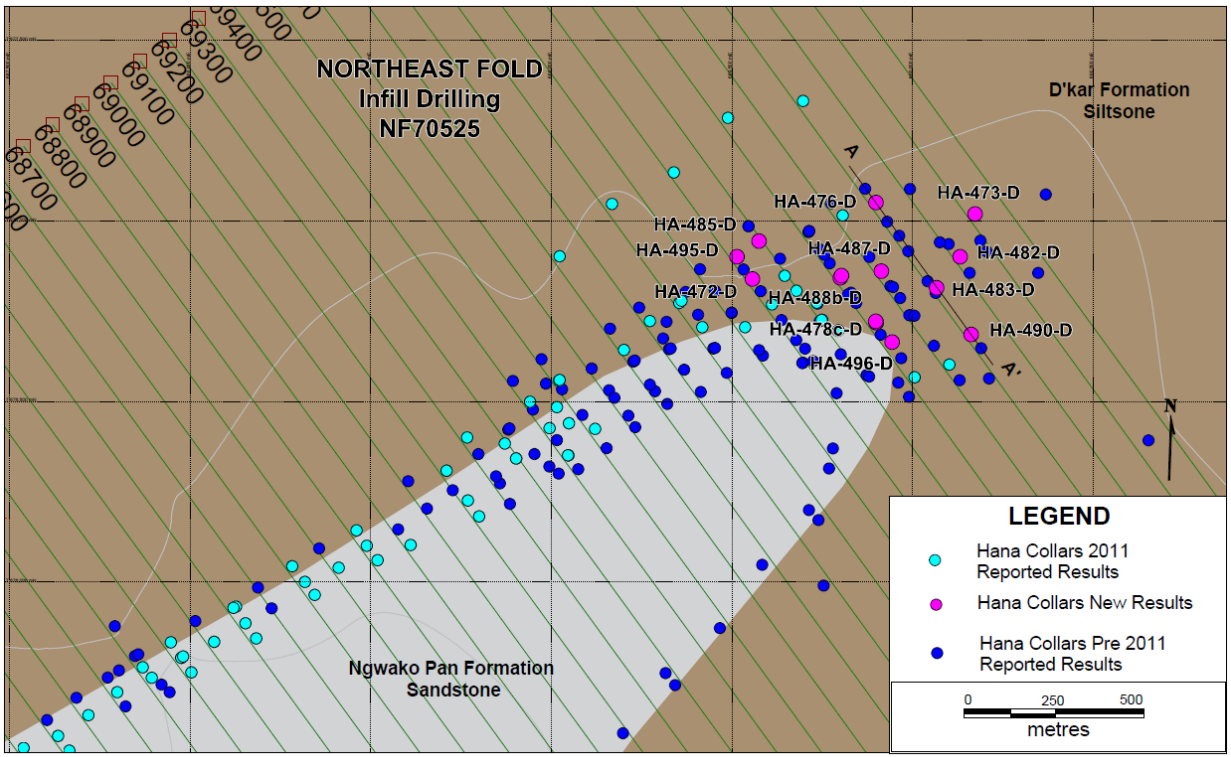 69400
69300
69200
69100
69000
68900
68800
68700
NORTHEAST FOLD
Infill Drilling
NF70525
D'kar Formation
Siltsone
A
HA-476-D
HA-473-D
HA-485-D
HA-495-D
HA-487-D
HA-482-D
HA-472-D
HA-488b-D
HA-483-D
HA-478c-D
HA-490-D
HA-496-D
A'
N
Ngwako Pan Formation
Sandstone
LEGEND
Hana Collars 2011
Reported Results
Hana Collars New Results
Hana Collars Pre 2011
Reported Results
0 250 500
metres